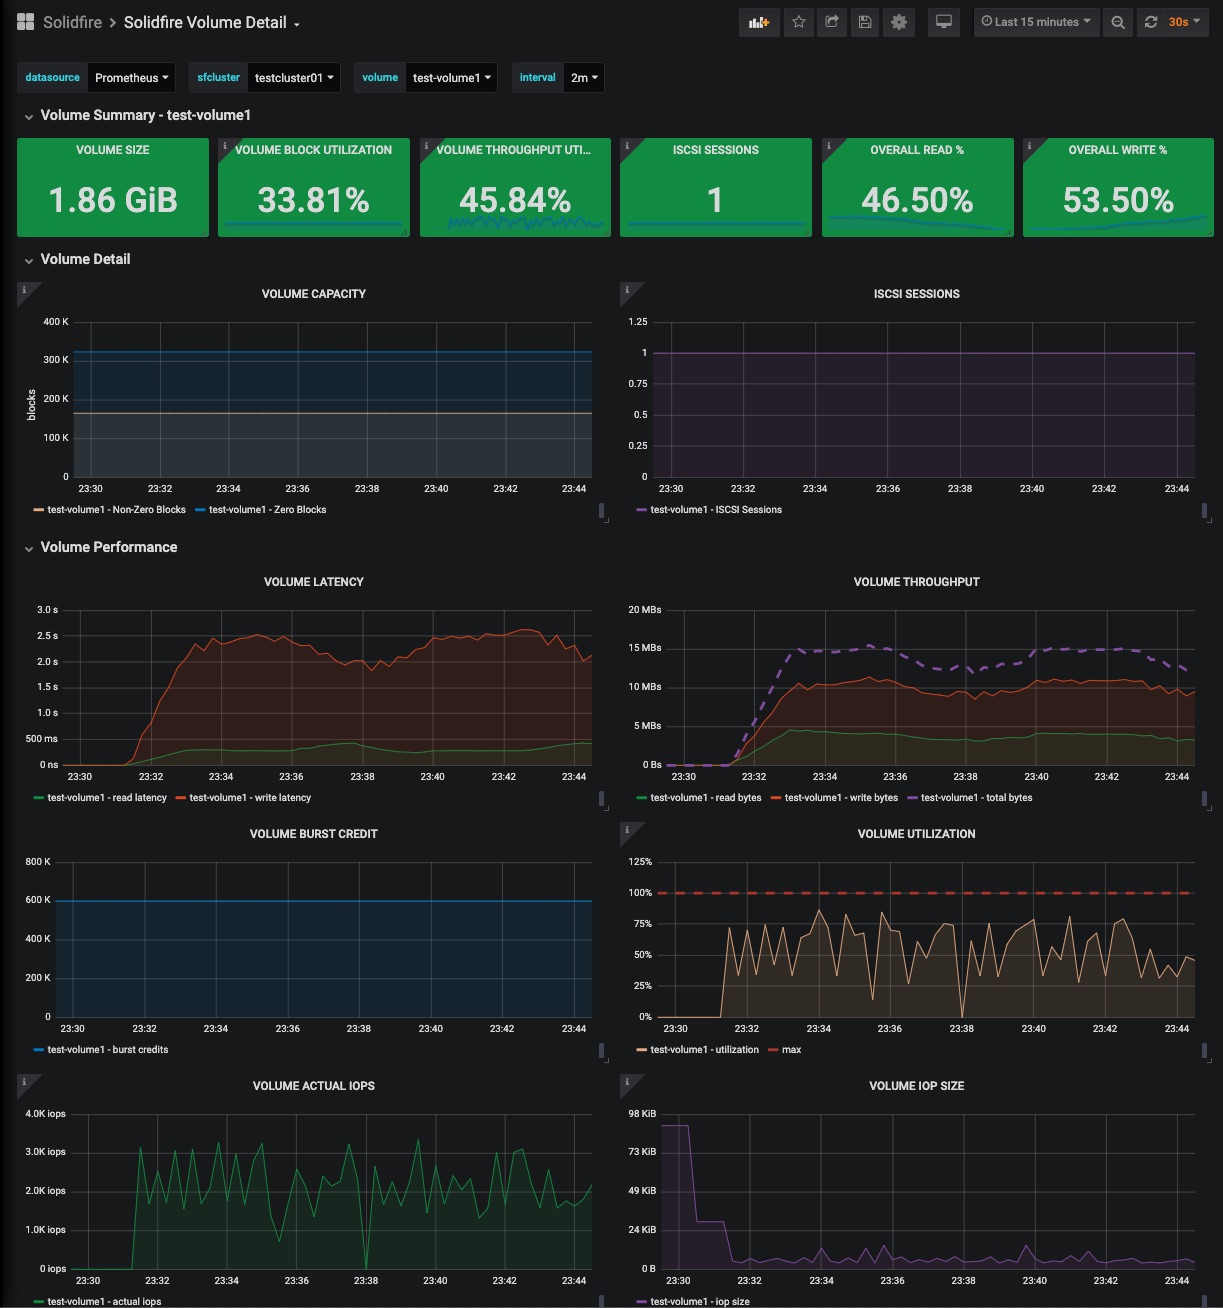 Solidfire > Solidfire Volume Detail
Last 15 minutes 30s
datasource Prometheus sfcluster testcluster01 volume test-volume1 interval 2m
Volume Summary - test-volume1
VOLUME SIZE VOLUME BLOCK UTILIZATION VOLUME THROUGHPUT UTI... ISCSI SESSIONS OVERALL READ % OVERALL WRITE %
1.86 GiB 33.81% 45.84% 1 46.50% 53.50%
Volume Detail
VOLUME CAPACITY
400 K
300 K
200 K
100 K
0
blocks
23:30 23:32 23:34 23:36 23:38 23:40 23:42 23:44
test-volume1 - Non-Zero Blocks test-volume1 - Zero Blocks
ISCSI SESSIONS
1.25
1
0.75
0.5
0.25
0
23:30 23:32 23:34 23:36 23:38 23:40 23:42 23:44
test-volume1 - ISCSI Sessions
Volume Performance
VOLUME LATENCY
3.0 s
2.5 s
2.0 s
1.5 s
1.0 s
500 ms
0 ns
23:30 23:32 23:34 23:36 23:38 23:40 23:42 23:44
test-volume1 - read latency test-volume1 - write latency
VOLUME THROUGHPUT
20 MBs
15 MBs
10 MBs
5 MBs
0 Bs
23:30 23:32 23:34 23:36 23:38 23:40 23:42 23:44
test-volume1 - read bytes test-volume1 - write bytes test-volume1 - total bytes
VOLUME BURST CREDIT
800 K
600 K
400 K
200 K
0
23:30 23:32 23:34 23:36 23:38 23:40 23:42 23:44
test-volume1 - burst credits
VOLUME UTILIZATION
125%
100%
75%
50%
25%
0%
23:30 23:32 23:34 23:36 23:38 23:40 23:42 23:44
test-volume1 - utilization max
VOLUME ACTUAL IOPS
4.0K iops
3.0K iops
2.0K iops
1.0K iops
0 iops
23:30 23:32 23:34 23:36 23:38 23:40 23:42 23:44
test-volume1 - actual iops
VOLUME IOP SIZE
98 KiB
73 KiB
49 KiB
24 KiB
0 B
23:30 23:32 23:34 23:36 23:38 23:40 23:42 23:44
test-volume1 - iop size